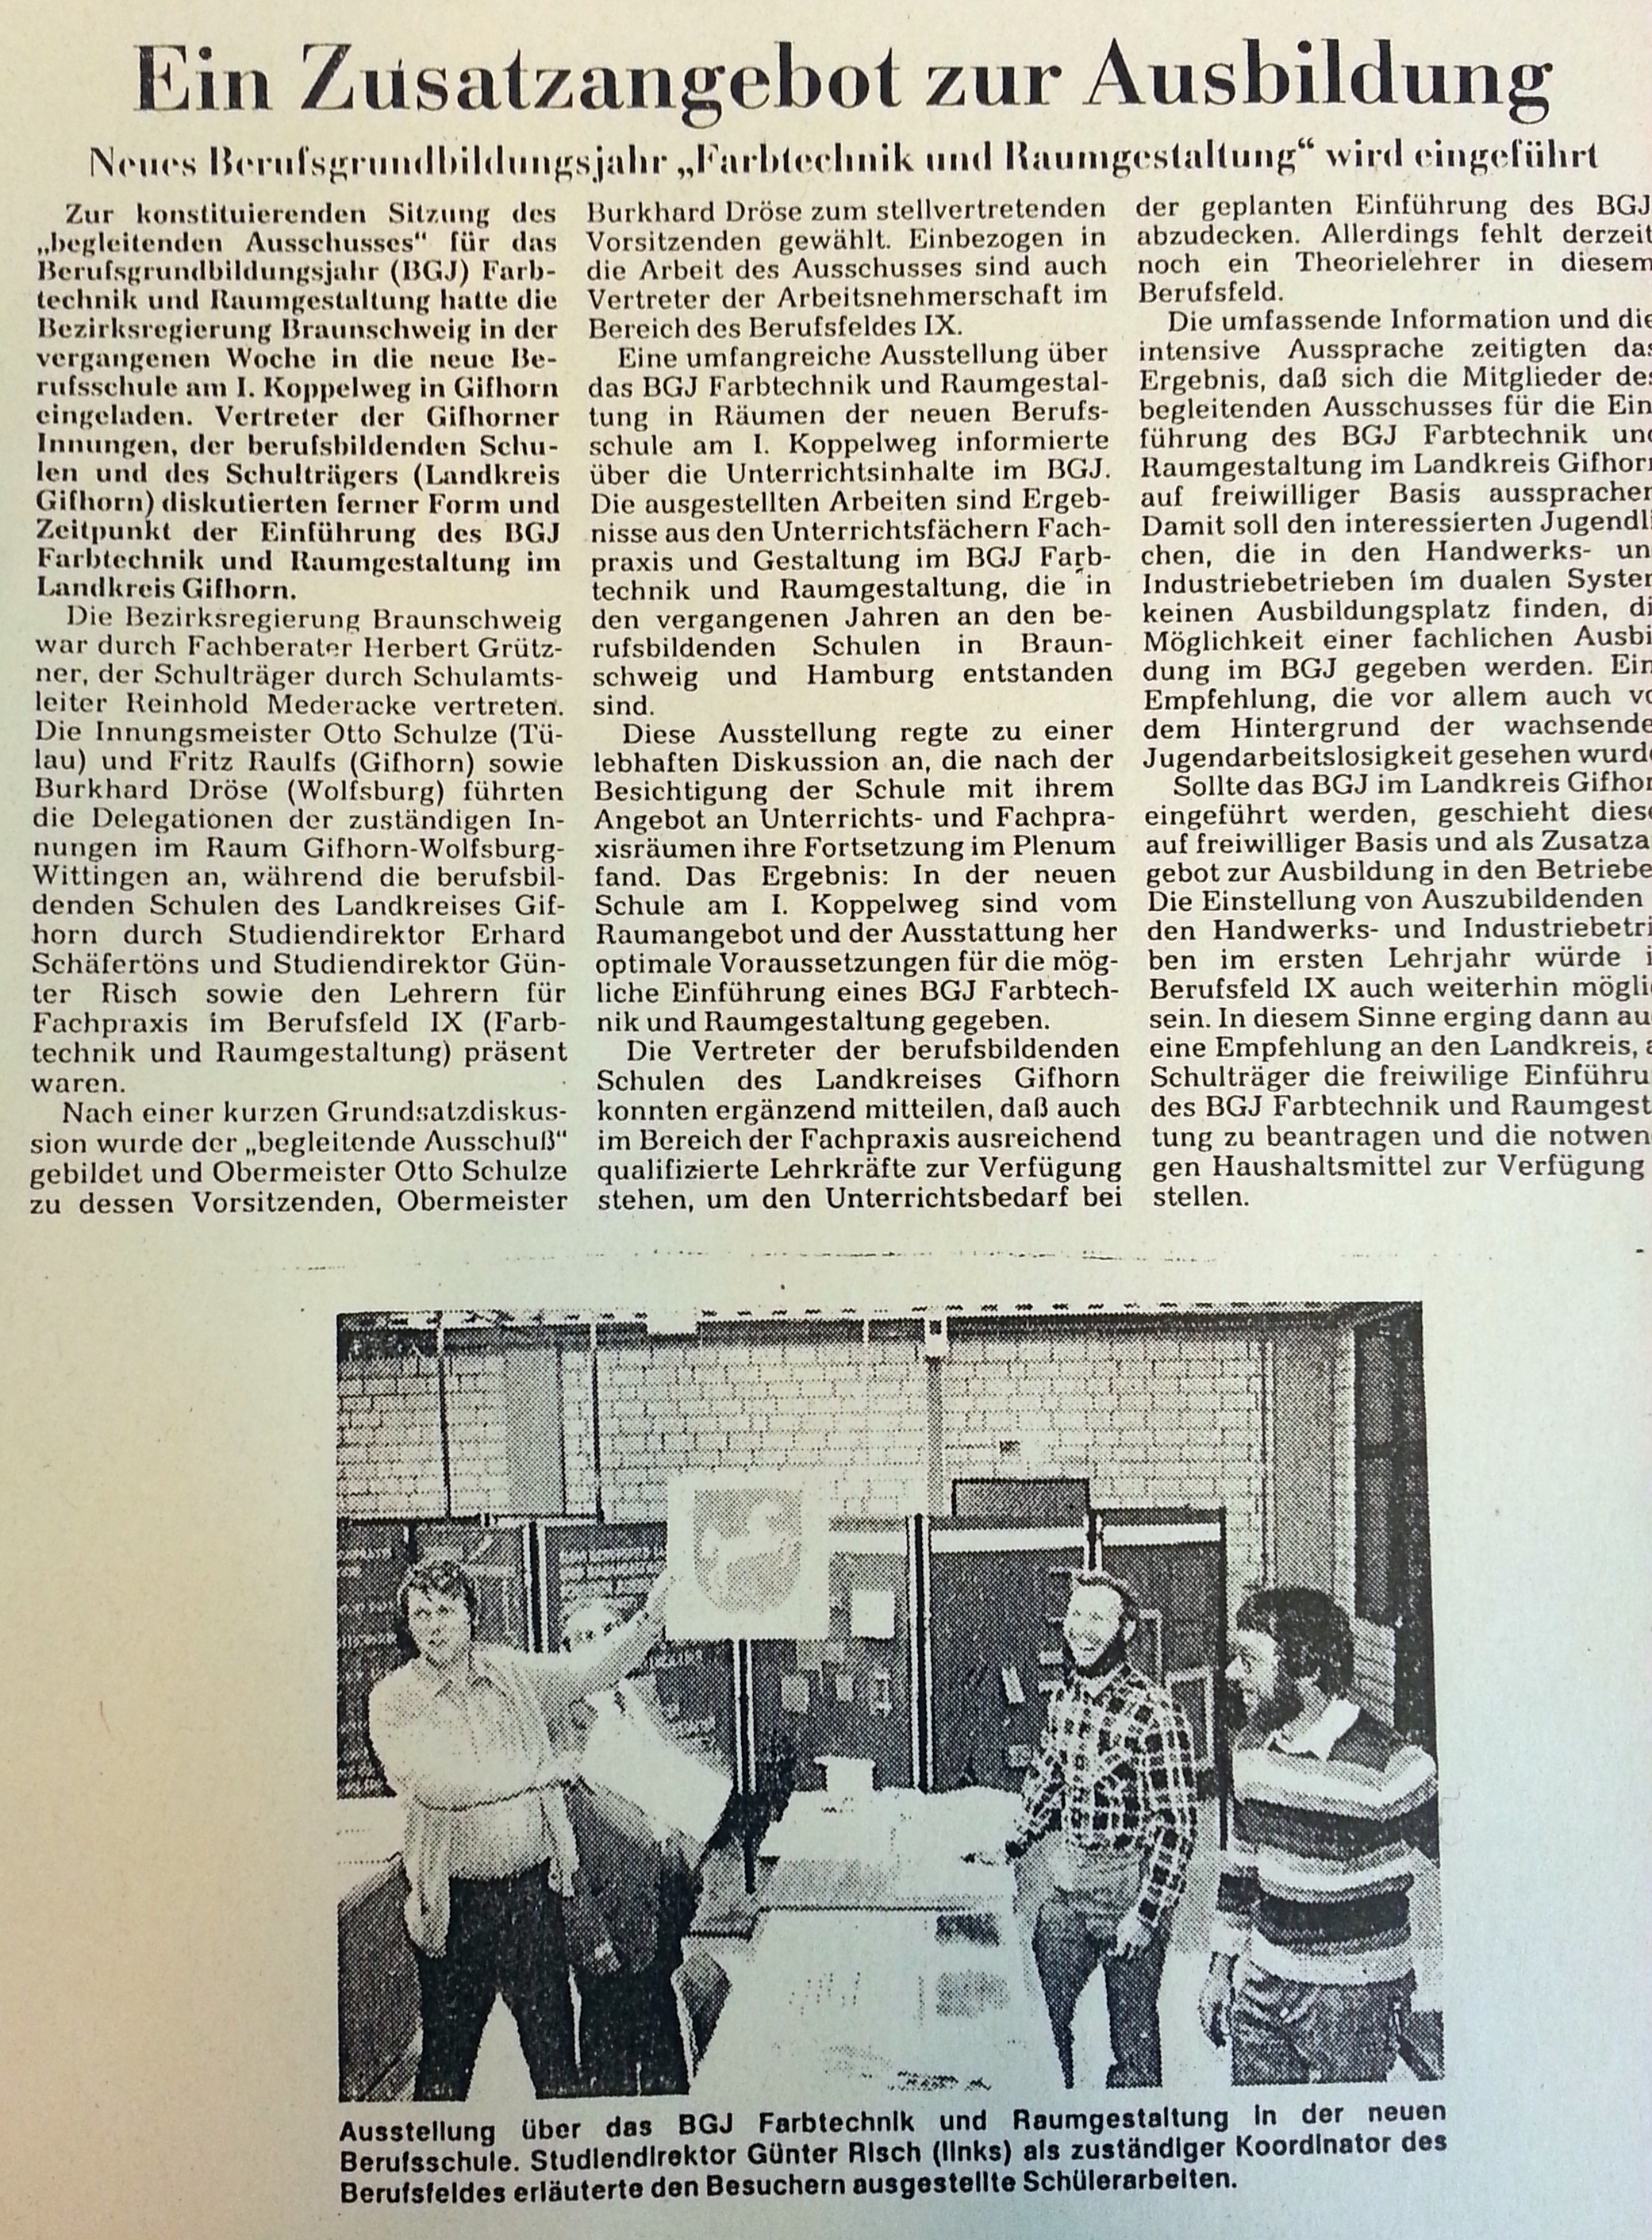 Ein Zusatzangebot zur Ausbildung
Neues Berufsgrundbildungsjahr „Farbtechnik und Raumgestaltung“ wird eingeführt
Zur konstituierenden Sitzung des
„begleitenden Ausschusses“ für das
Berufsgrundbildungsjahr (BGJ) Farb-
technik und Raumgestaltung hatte die
Bezirksregierung Braunschweig in der
vergangenen Woche in die neue Be-
rufsschule am I. Koppelweg in Gifhorn
eingeladen. Vertreter der Gifhorner
Innungen, der berufsbildenden Schu-
len und des Schulträgers (Landkreis
Gifhorn) diskutierten ferner Form und
Zeitpunkt der Einführung des BGJ
Farbtechnik und Raumgestaltung im
Landkreis Gifhorn.
Die Bezirksregierung Braunschweig
war durch Fachberater Herbert Grütz-
ner, der Schulträger durch Schulamts-
leiter Reinhold Mederacke vertreten.
Die Innungsmeister Otto Schulze (Tü-
lau) und Fritz Raulfs (Gifhorn) sowie
Burkhard Dröse (Wolfsburg) führten
die Delegationen der zuständigen In-
nungen im Raum Gifhorn-Wolfsburg-
Wittingen an, während die berufsbil-
denden Schulen des Landkreises Gif-
horn durch Studiendirektor Erhard
Schäfertöns und Studiendirektor Gün-
ter Risch sowie den Lehrern für
Fachpraxis im Berufsfeld IX (Farb-
technik und Raumgestaltung) präsent
waren.
Nach einer kurzen Grundsatzdiskus-
sion wurde der „begleitende Ausschuß“
gebildet und Obermeister Otto Schulze
zu dessen Vorsitzenden, Obermeister
Burkhard Dröse zum stellvertretenden
Vorsitzenden gewählt. Einbezogen in
die Arbeit des Ausschusses sind auch
Vertreter der Arbeitsnehmerschaft im
Bereich des Berufsfeldes IX.
Eine umfangreiche Ausstellung über
das BGJ Farbtechnik und Raumgestal-
tung in Räumen der neuen Berufs-
schule am I. Koppelweg informierte
über die Unterrichtsinhalte im BGJ.
Die ausgestellten Arbeiten sind Ergeb-
nisse aus den Unterrichtsfächern Fach-
praxis und Gestaltung im BGJ Farb-
technik und Raumgestaltung, die in
den vergangenen Jahren an den be-
rufsbildenden Schulen in Braun-
schweig und Hamburg entstanden
sind.
Diese Ausstellung regte zu einer
lebhaften Diskussion an, die nach der
Besichtigung der Schule mit ihrem
Angebot an Unterrichts- und Fachpra-
xisräumen ihre Fortsetzung im Plenum
fand. Das Ergebnis: In der neuen
Schule am I. Koppelweg sind vom
Raumangebot und der Ausstattung her
optimale Voraussetzungen für die mög-
liche Einführung eines BGJ Farbtech-
nik und Raumgestaltung gegeben.
Die Vertreter der berufsbildenden
Schulen des Landkreises Gifhorn
konnten ergänzend mitteilen, daß auch
im Bereich der Fachpraxis ausreichend
qualifizierte Lehrkräfte zur Verfügung
stehen, um den Unterrichtsbedarf bei
der geplanten Einführung des BGJ
abzudecken. Allerdings fehlt derzeit
noch ein Theorielehrer in diesem
Berufsfeld.
Die umfassende Information und die
intensive Aussprache zeitigten das
Ergebnis, daß sich die Mitglieder des
begleitenden Ausschusses für die Ein
führung des BGJ Farbtechnik und
Raumgestaltung im Landkreis Gifhorn
auf freiwilliger Basis aussprachen
Damit soll den interessierten Jugendli
chen, die in den Handwerks- un
Industriebetrieben im dualen System
keinen Ausbildungsplatz finden, di
Möglichkeit einer fachlichen Ausbi
dung im BGJ gegeben werden. Ein
Empfehlung, die vor allem auch vo
dem Hintergrund der wachsende
Jugendarbeitslosigkeit gesehen wurde
Sollte das BGJ im Landkreis Gifhor
eingeführt werden, geschieht diese
auf freiwilliger Basis und als Zusatza
gebot zur Ausbildung in den Betriebe
Die Einstellung von Auszubildenden
den Handwerks- und Industriebetri
ben im ersten Lehrjahr würde i
Berufsfeld IX auch weiterhin mögli
sein. In diesem Sinne erging dann au
eine Empfehlung an den Landkreis, a
Schulträger die freiwilige Einführu
des BGJ Farbtechnik und Raumgest
tung zu beantragen und die notwen
gen Haushaltsmittel zur Verfügung
stellen.
Ausstellung über das BGJ Farbtechnik und Raumgestaltung in der neuen
Berufsschule. Studiendirektor Günter Risch (links) als zuständiger Koordinator des
Berufsfeldes erläuterte den Besuchern ausgestellte Schülerarbeiten.